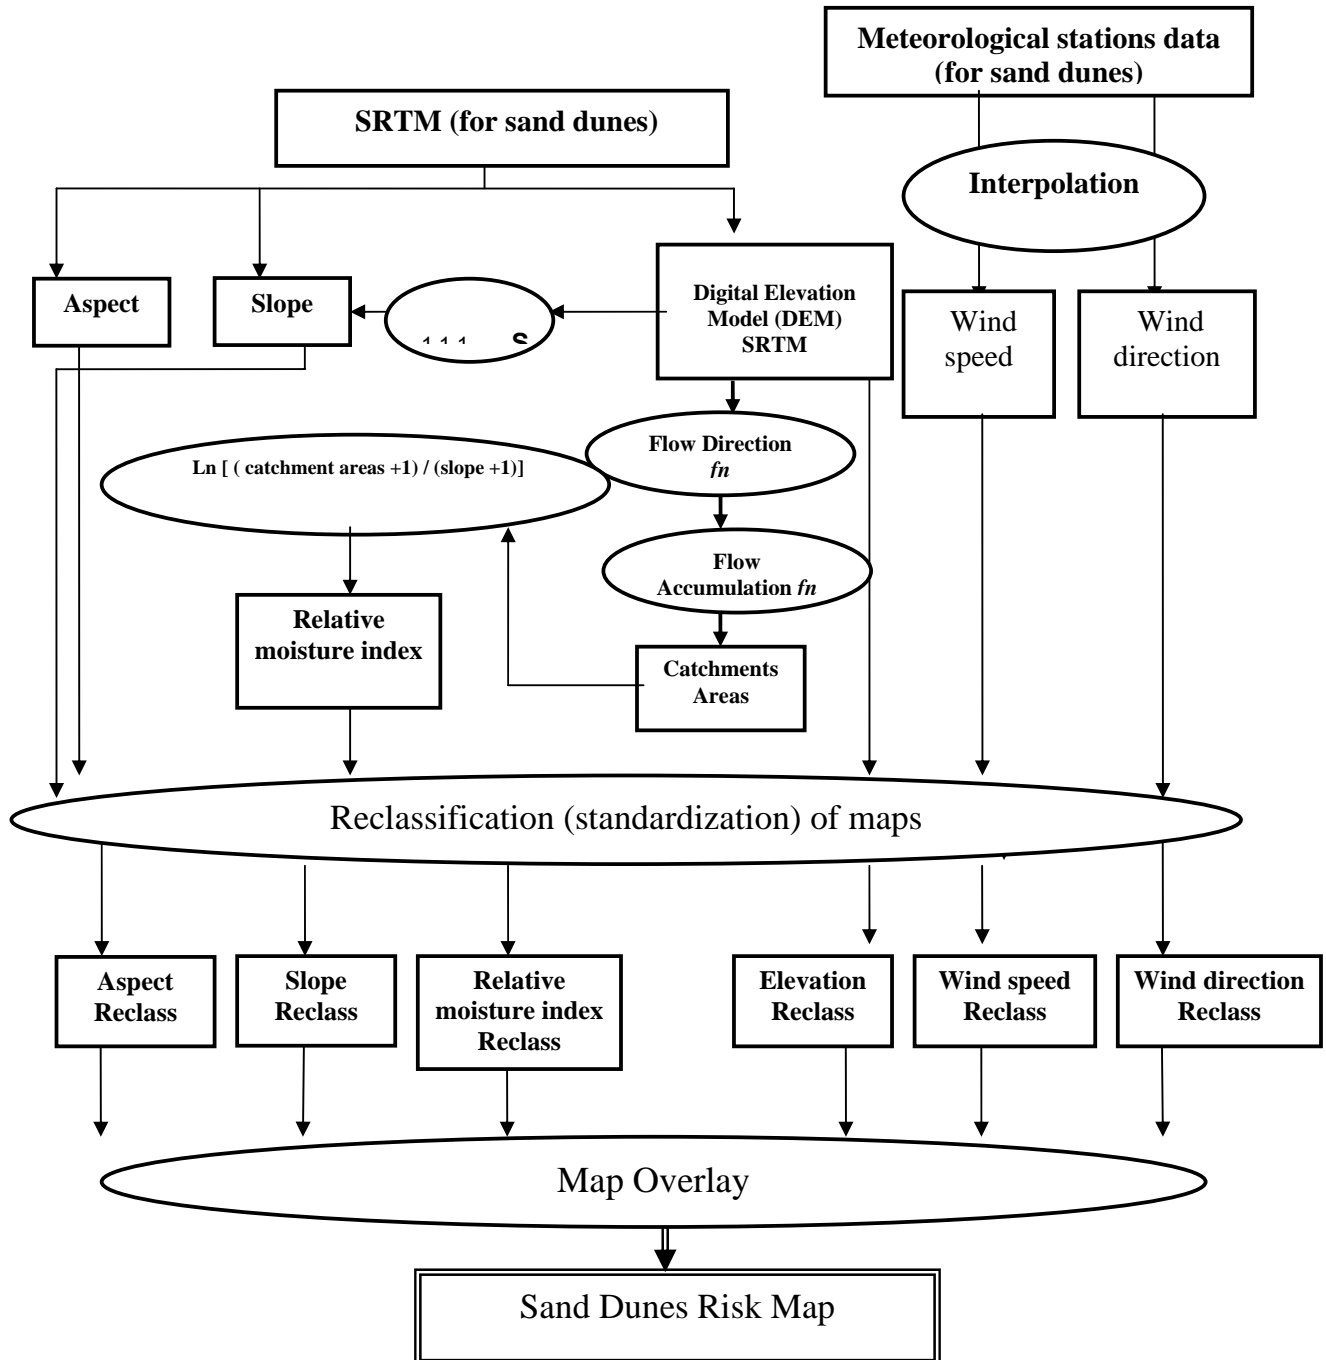 Meteorological stations data
(for sand dunes)
SRTM (for sand dunes)
Interpolation
Aspect
Slope
Digital Elevation
Model (DEM)
SRTM
Wind
speed
Wind
direction
Flow Direction
fn
Ln [ ( catchment areas +1) / (slope +1)]
Flow
Accumulation fn
Relative
moisture index
Catchments
Areas
Reclassification (standardization) of maps
Aspect
Reclass
Slope
Reclass
Relative
moisture index
Reclass
Elevation
Reclass
Wind speed
Reclass
Wind direction
Reclass
Map Overlay
Sand Dunes Risk Map